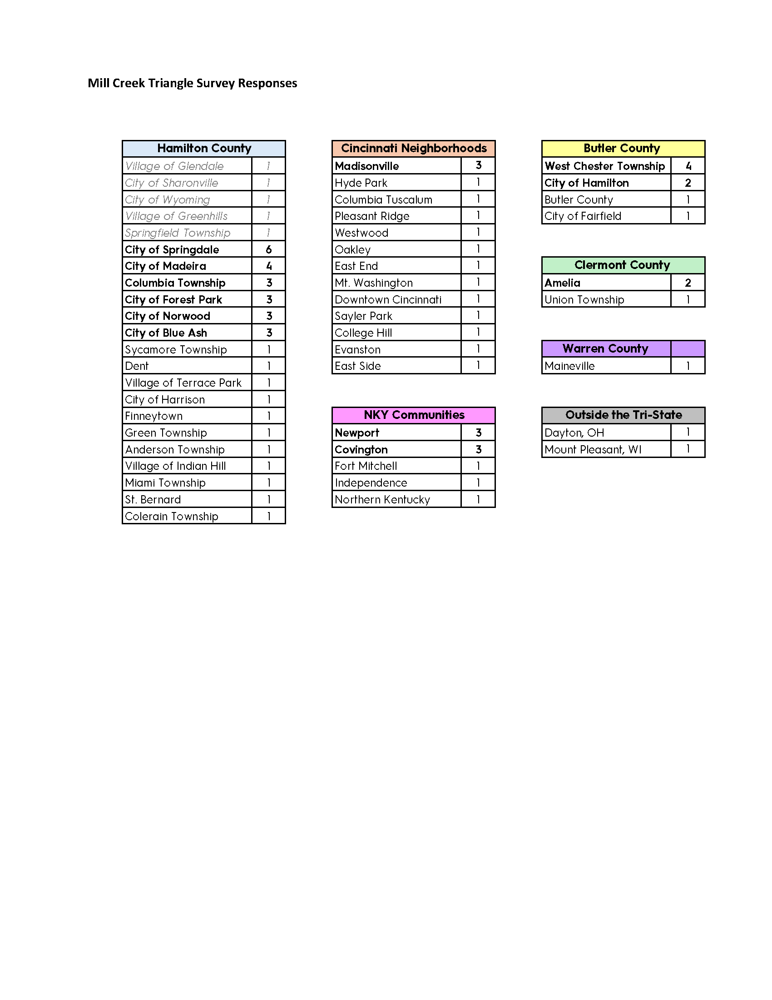 Mill Creek Triangle Survey Responses
Hamilton County
Village of Glendale 1
City of Sharonville 1
City of Wyoming 1
Village of Greenhills 1
Springfield Township 1
City of Springdale 6
City of Madeira 4
Columbia Township 3
City of Forest Park 3
City of Norwood 3
City of Blue Ash 3
Sycamore Township 1
Dent 1
Village of Terrace Park 1
City of Harrison 1
Finneytown 1
Green Township 1
Anderson Township 1
Village of Indian Hill 1
Miami Township 1
St. Bernard 1
Colerain Township 1
Cincinnati Neighborhoods
Madisonville 3
Hyde Park 1
Columbia Tuscalum 1
Pleasant Ridge 1
Westwood 1
Oakley 1
East End 1
Mt. Washington 1
Downtown Cincinnati 1
Sayler Park 1
College Hill 1
Evanston 1
East Side 1
NKY Communities
Newport 3
Covington 3
Fort Mitchell 1
Independence 1
Northern Kentucky 1
Butler County
West Chester Township 4
City of Hamilton 2
Butler County 1
City of Fairfield 1
Clermont County
Amelia 2
Union Township 1
Warren County
Maineville 1
Outside the Tri-State
Dayton, OH 1
Mount Pleasant, WI 1